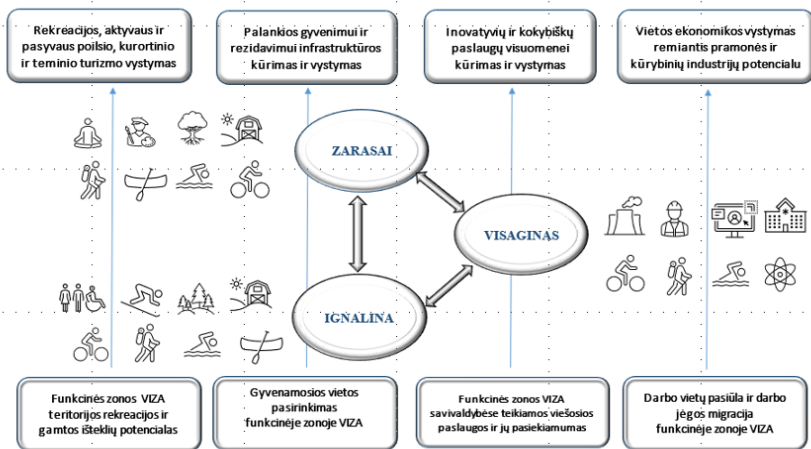 Rekreacijos, aktyvaus ir
pasyvaus poilsio, kurortinio
ir teminio turizmo vystymas
Palankios gyvenimui ir
rezidavimui infrastruktūros
kūrimas ir vystymas
Inovatyvių ir kokybiškų
paslaugų visuomenei
kūrimas ir vystymas
Vietos ekonomikos vystymas
remiantis pramonės ir
kūrybinių industrijų potencialu
ZARASAI
VISAGINAS
IGNALINA
Funkcinės zonos VIZA
teritorijos rekreacijos ir
gamtos išteklių potencialas
Gyvenamosios vietos
pasirinkimas
funkcinėje zonoje VIZA
Funkcinės zonos VIZA
savivaldybėse teikiamos viešosios
paslaugos ir jų pasiekiamumas
Darbo vietų pasiūla ir darbo
jėgos migracija
funkcinėje zonoje VIZA